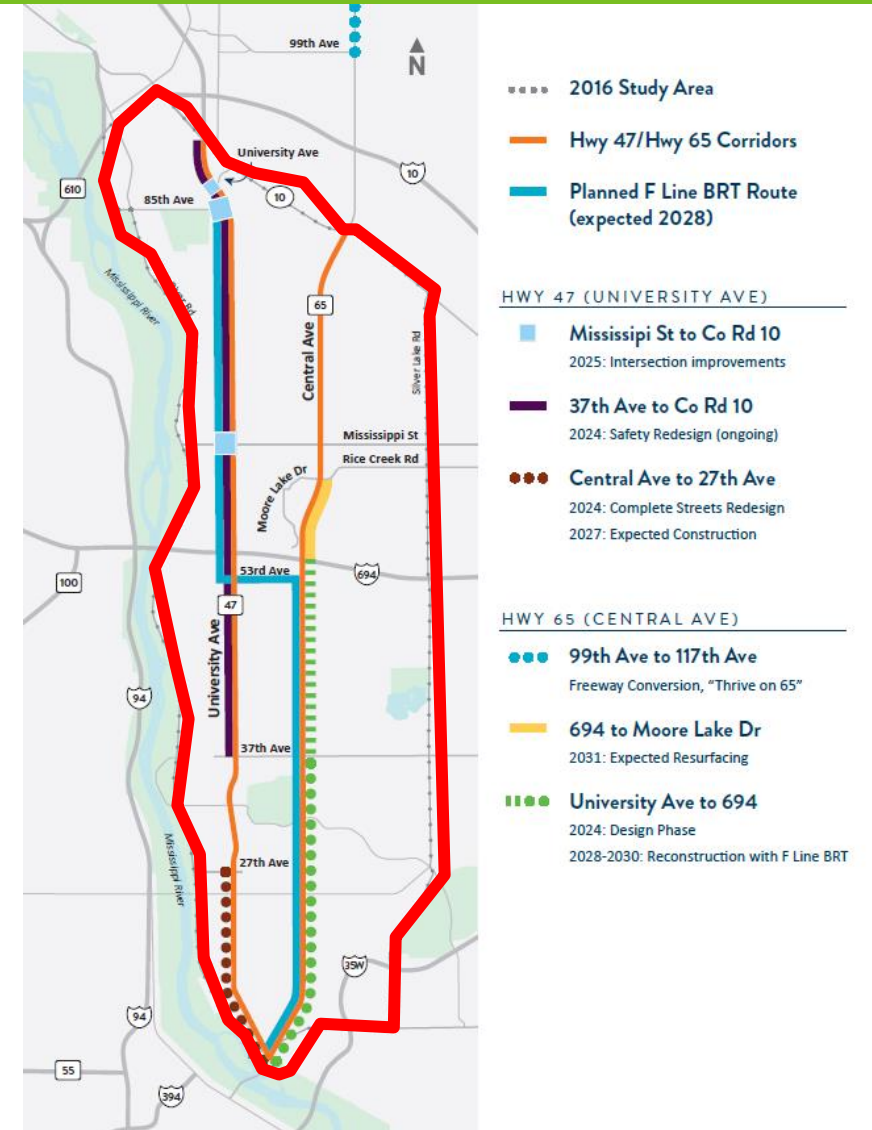 99th Ave
N
University Ave
10
10
610
85th Ave
Mississippi River
65
Central Ave
Silver Lake Rd
Mississippi St
Rice Creek Rd
Moore Lake Dr
53rd Ave
694
100
47
University Ave
94
37th Ave
27th Ave
Mississippi River
35W
94
55
394
2016 Study Area
Hwy 47/Hwy 65 Corridors
Planned F Line BRT Route
(expected 2028)
HWY 47 (UNIVERSITY AVE)
Mississipi St to Co Rd 10
2025: Intersection improvements
37th Ave to Co Rd 10
2024: Safety Redesign (ongoing)
Central Ave to 27th Ave
2024: Complete Streets Redesign
2027: Expected Construction
HWY 65 (CENTRAL AVE)
99th Ave to 117th Ave
Freeway Conversion, “Thrive on 65”
694 to Moore Lake Dr
2031: Expected Resurfacing
University Ave to 694
2024: Design Phase
2028-2030: Reconstruction with F Line BRT